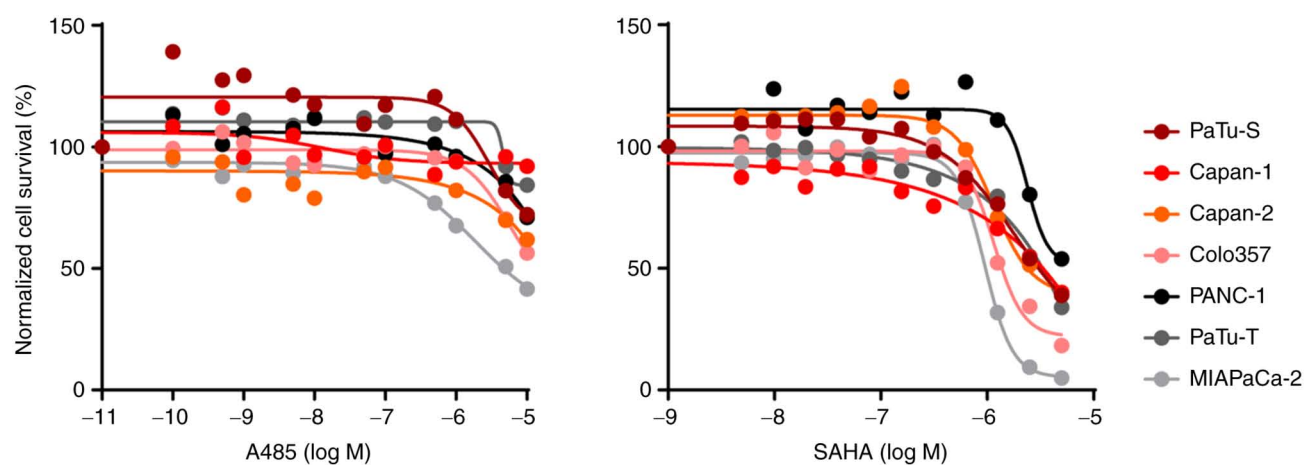 Normalized cell survival (%)
150
100
50
0
–11
–10
–9
–8
–7
–6
–5
A485 (log M)
150
100
50
0
–9
–8
–7
–6
–5
SAHA (log M)
PaTu-S
Capan-1
Capan-2
Colo357
PANC-1
PaTu-T
MIAPaCa-2